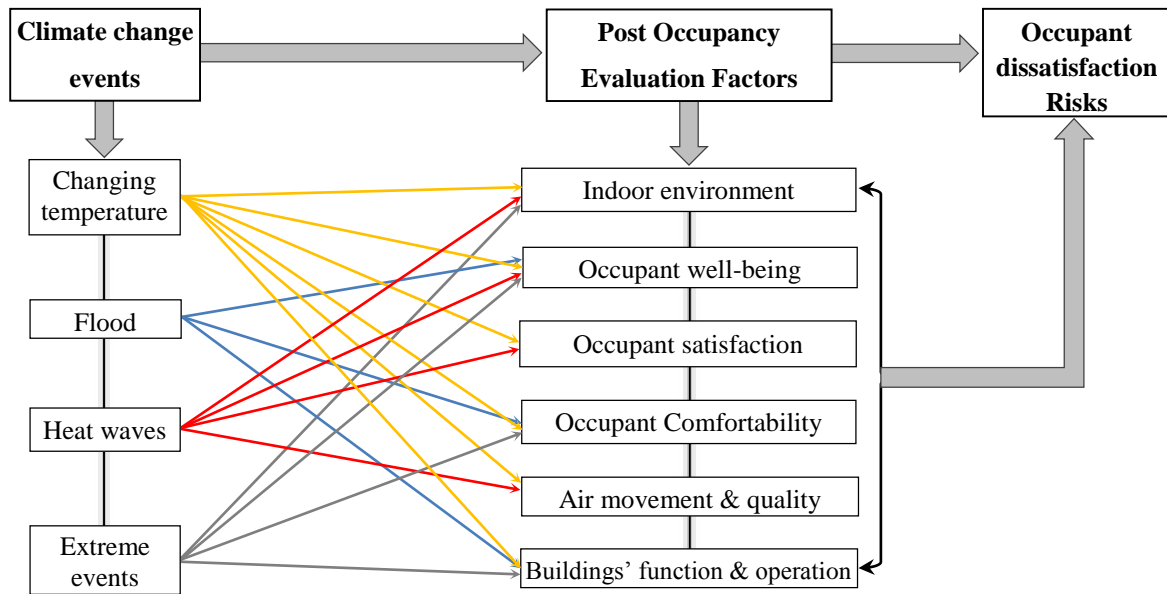 Climate change
events
Post Occupancy
Evaluation Factors
Occupant
dissatisfaction
Risks
Changing
temperature
Flood
Heat waves
Extreme
events
Indoor environment
Occupant well-being
Occupant satisfaction
Occupant Comfortability
Air movement & quality
Buildings’ function & operation